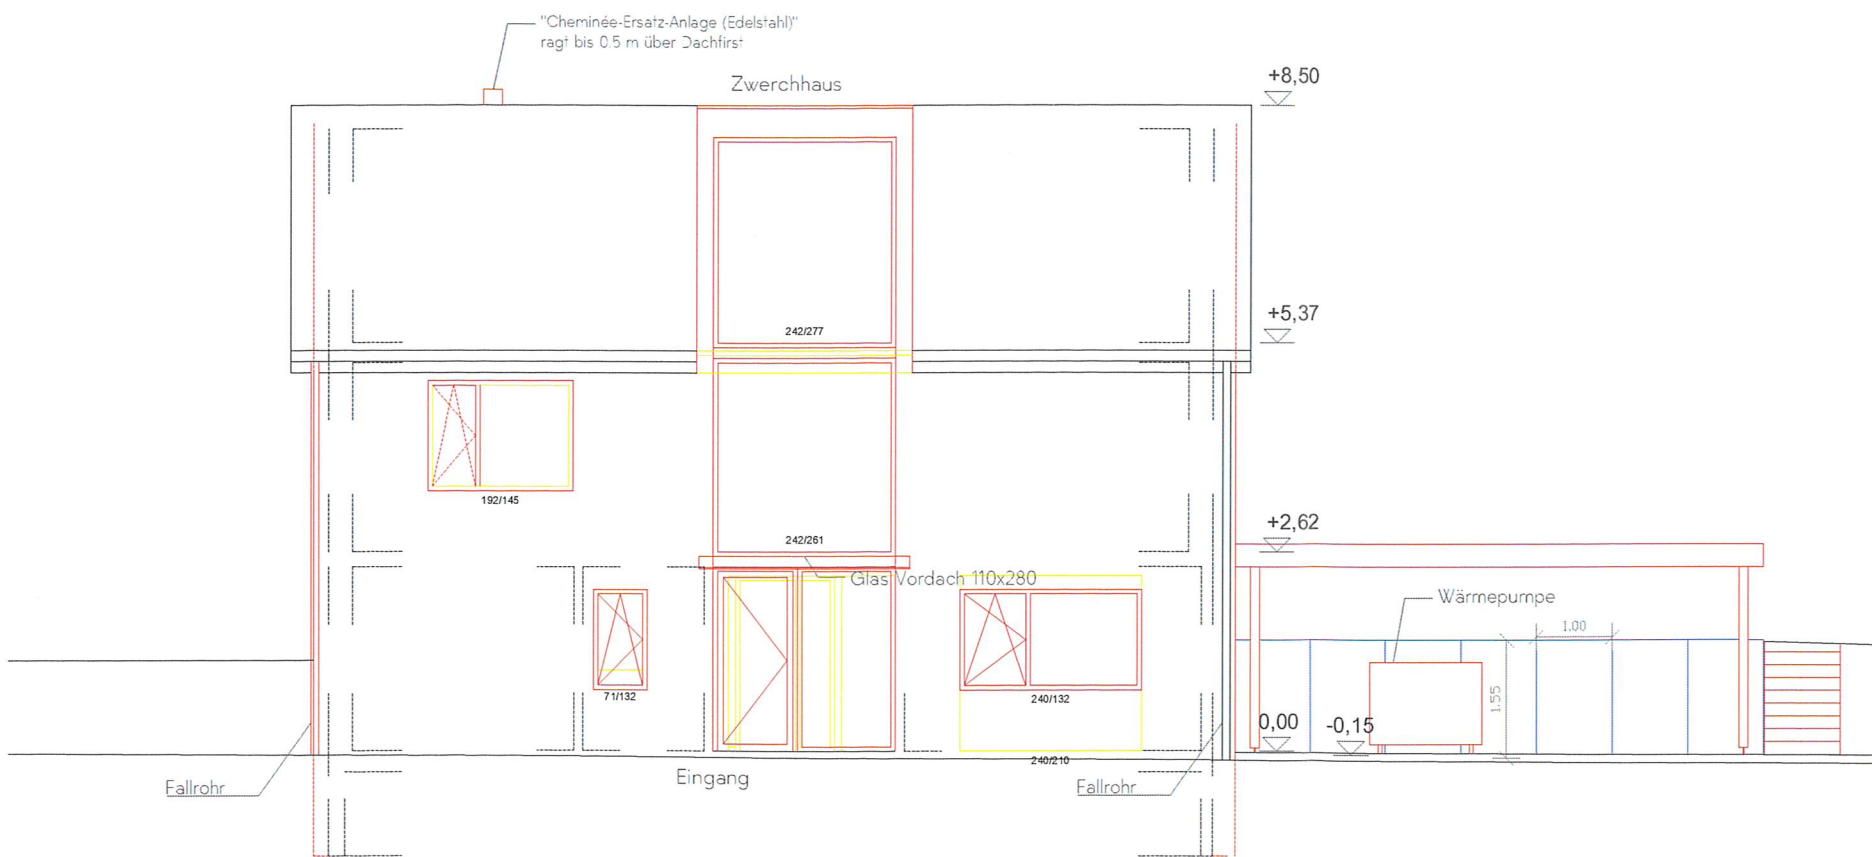 "Cheminée-Ersatz-Anlage (Edelstahl)"
ragt bis 0.5 m über Dachfirst
Zwerchhaus
+8,50
+5,37
242/277
192/145
242/261
+2,62
Glas Vordach 110x280
Wärmepumpe
1.00
71/132
240/132
1.55
0,00
-0,15
240/210
Eingang
Fallrohr
Fallrohr